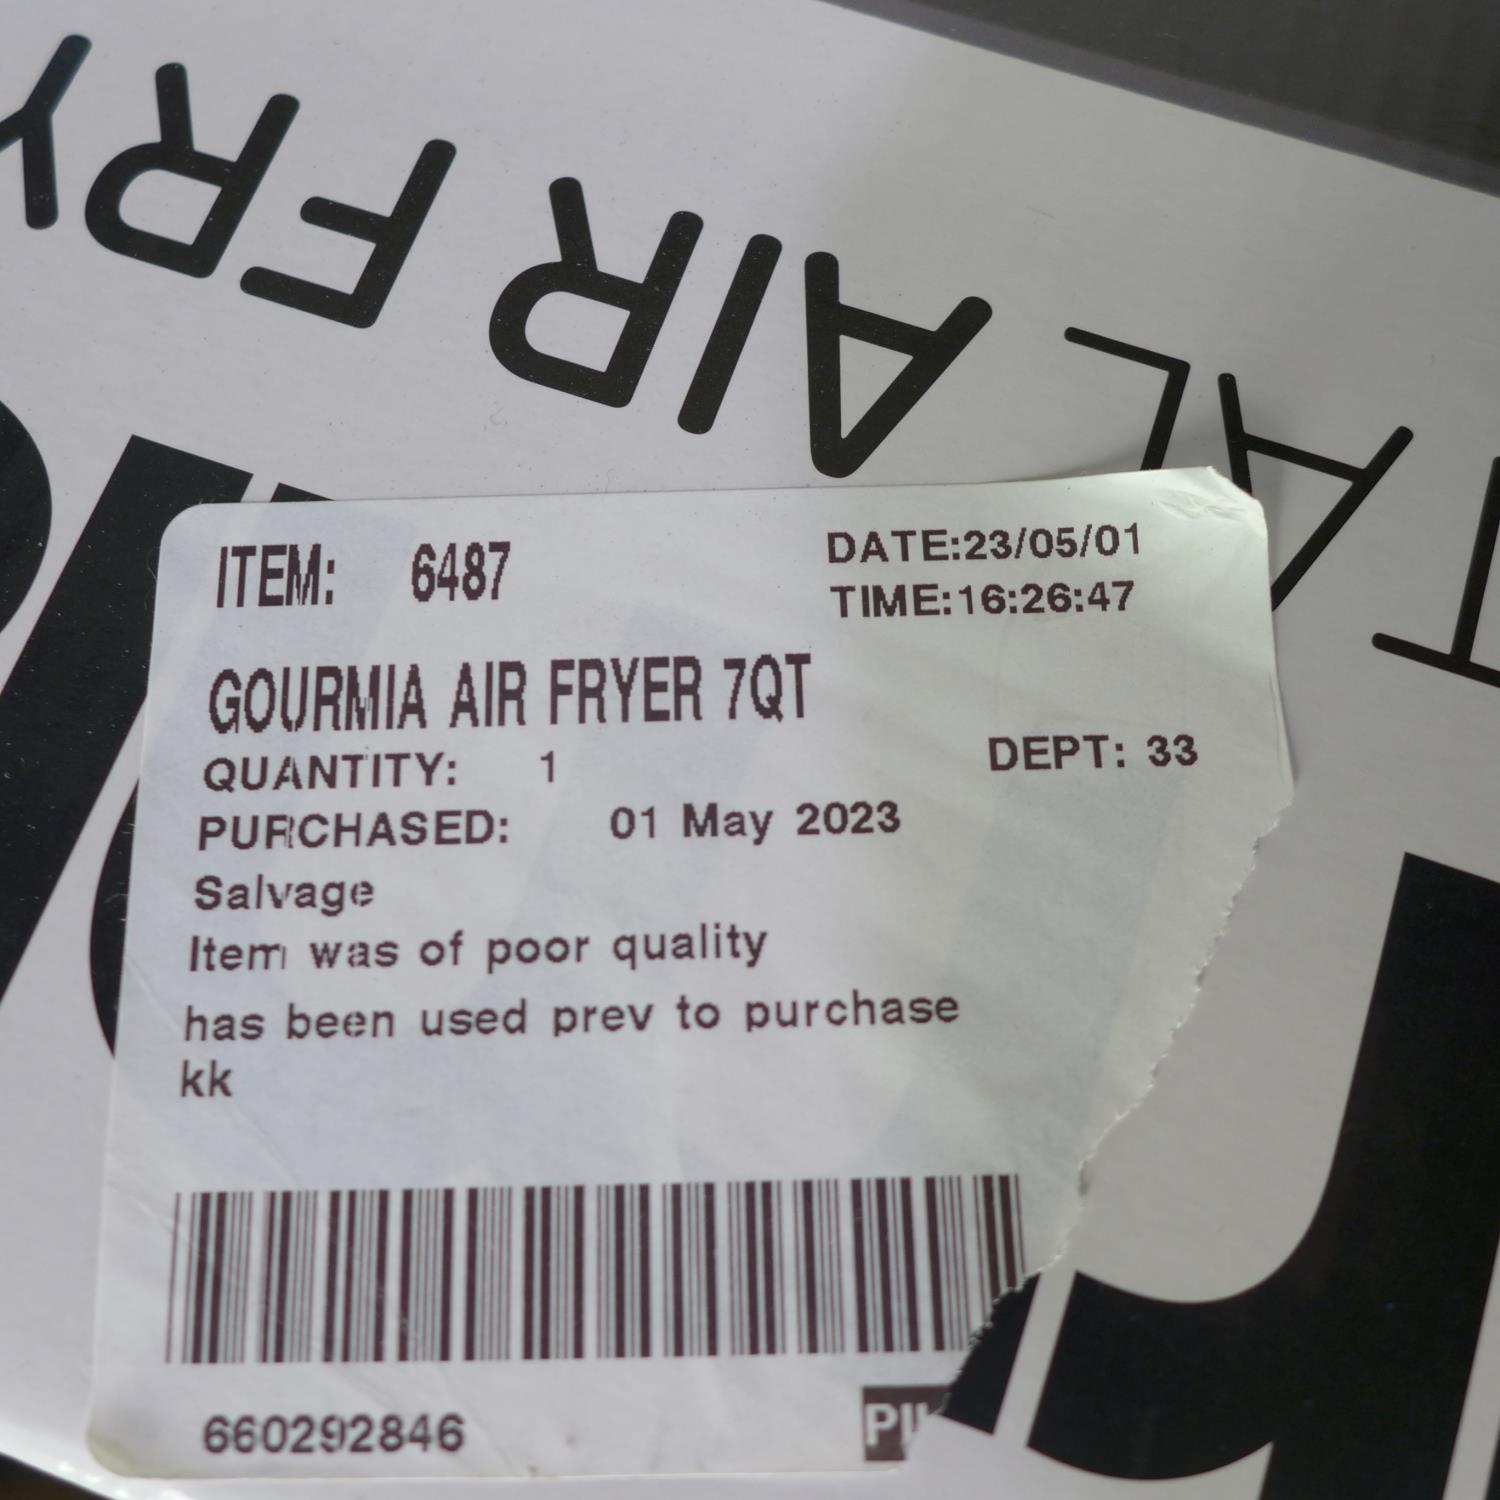 FRY
AIR
TAL
ITEM: 6487
DATE:23/05/01
TIME:16:26:47
GOURMIA AIR FRYER 7QT
QUANTITY: 1
DEPT: 33
PURCHASED: 01 May 2023
Salvage
Item was of poor quality
has been used prev to purchase
kk
660292846